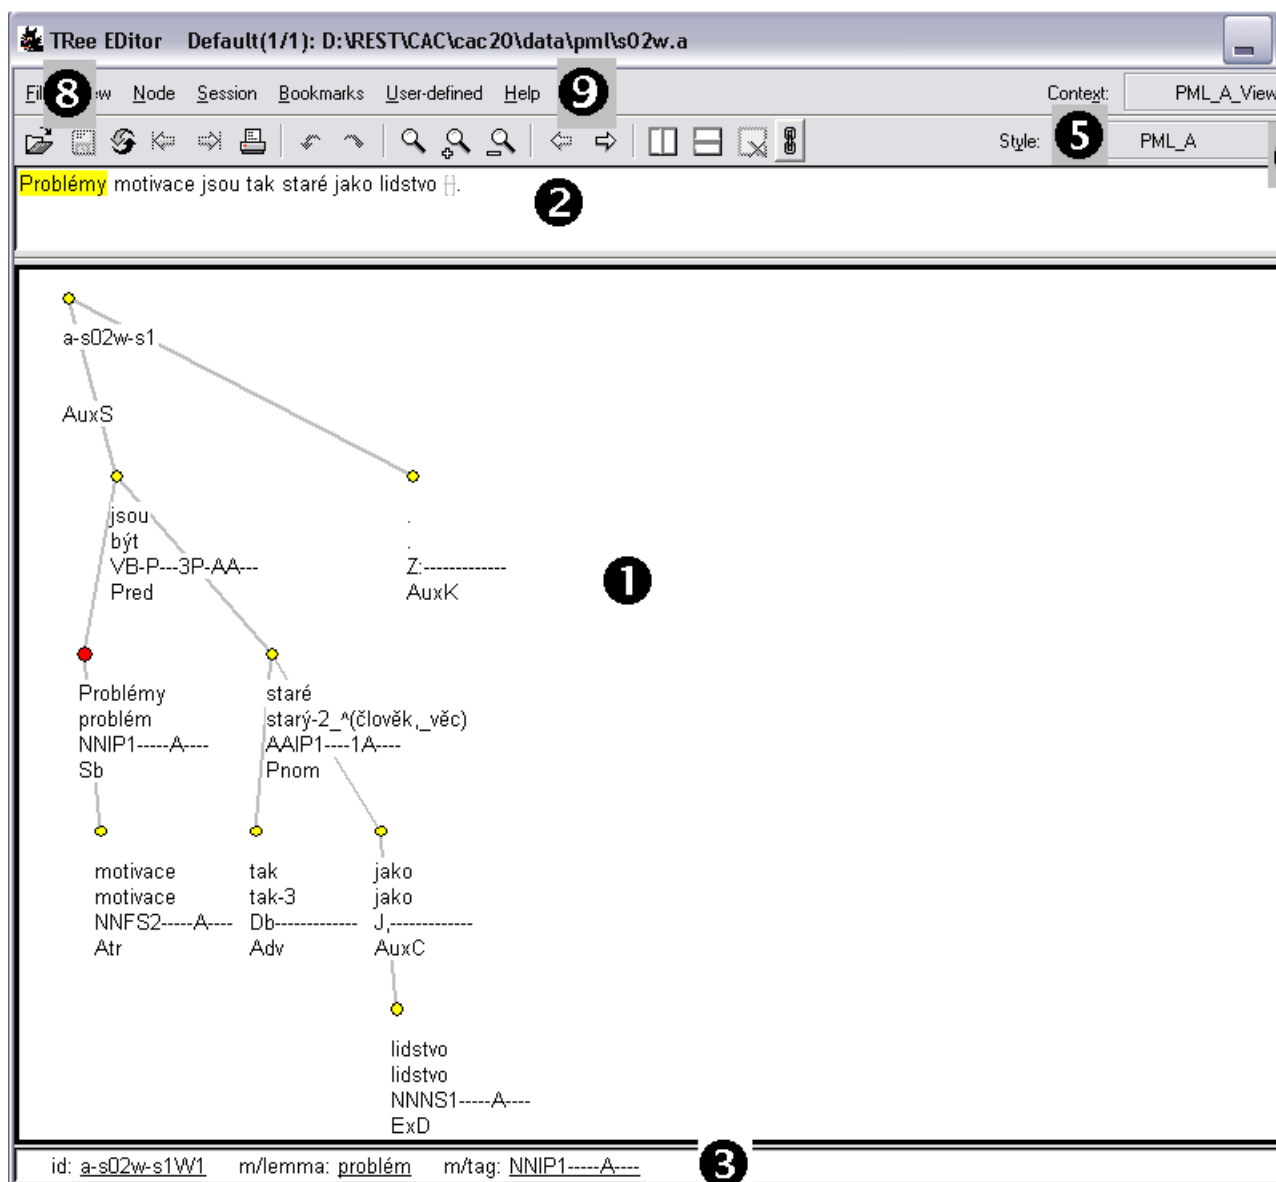 TRee EDitor Default(1/1): D:\REST\CAC\cac20\data\pml\s02w.a
8 Node Session Bookmarks User-defined Help 9 Context: PML_A_View
Style: 5 PML_A
Problémy motivace jsou tak staré jako lidstvo [].
2
a-s02w-s1
AuxS
jsou .
být .
VB-P---3P-AA--- Z:-------------
Pred AuxK
1
Problémy staré
problém starý-2_^(člověk,_věc)
NNIP1-----A---- AAIP1----1A----
Sb Pnom
motivace tak jako
motivace tak-3 jako
NNFS2-----A---- Db------------- J,-------------
Atr Adv AuxC
lidstvo
lidstvo
NNNS1-----A----
ExD
id: a-s02w-s1W1 m/lemma: problém m/tag: NNIP1-----A---- 3